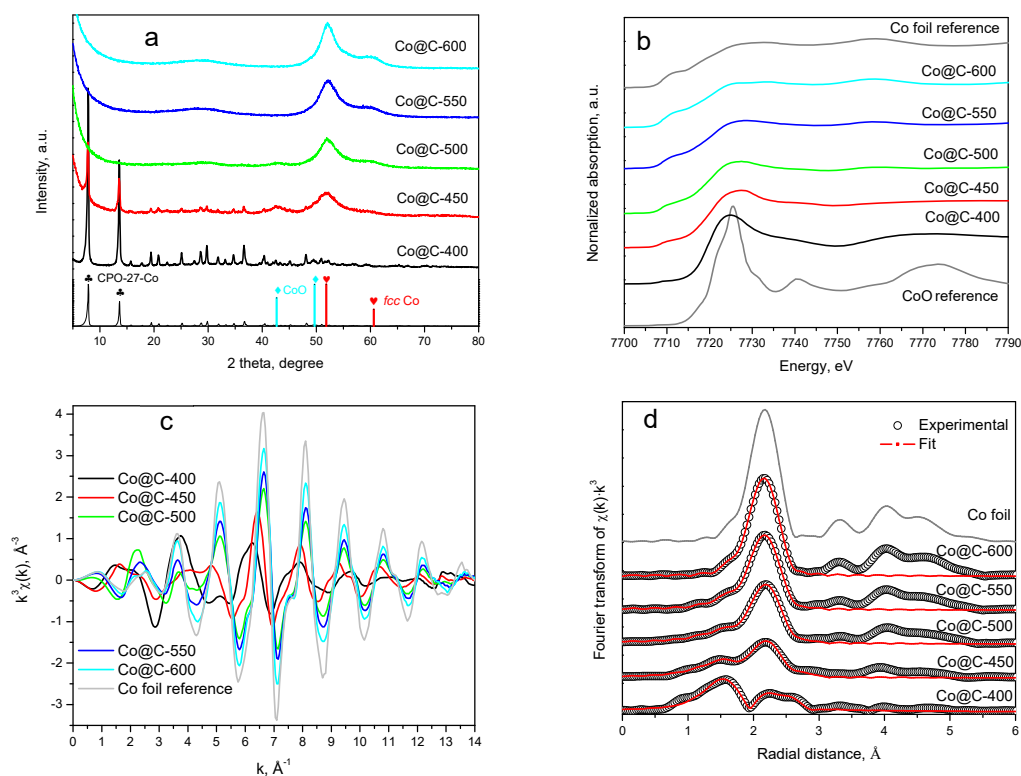 a
Co@C-600
Co@C-550
Co@C-500
Co@C-450
Co@C-400
♣ CPO-27-Co
♣
♦ CoO
♦
♥
♥ fcc Co
Intensity, a.u.
10 20 30 40 50 60 70 80
2 theta, degree
b
Co foil reference
Co@C-600
Co@C-550
Co@C-500
Co@C-450
Co@C-400
CoO reference
Normalized absorption, a.u.
7700 7710 7720 7730 7740 7750 7760 7770 7780 7790
Energy, eV
c
4
3
2
1
0
-1
-2
-3
Co@C-400
Co@C-450
Co@C-500
Co@C-550
Co@C-600
Co foil reference
k³χ(k), Å⁻³
0 1 2 3 4 5 6 7 8 9 10 11 12 13 14
k, Å⁻¹
d
Experimental
Fit
Co foil
Co@C-600
Co@C-550
Co@C-500
Co@C-450
Co@C-400
Fourier transform of χ(k)·k³
0 1 2 3 4 5 6
Radial distance, Å